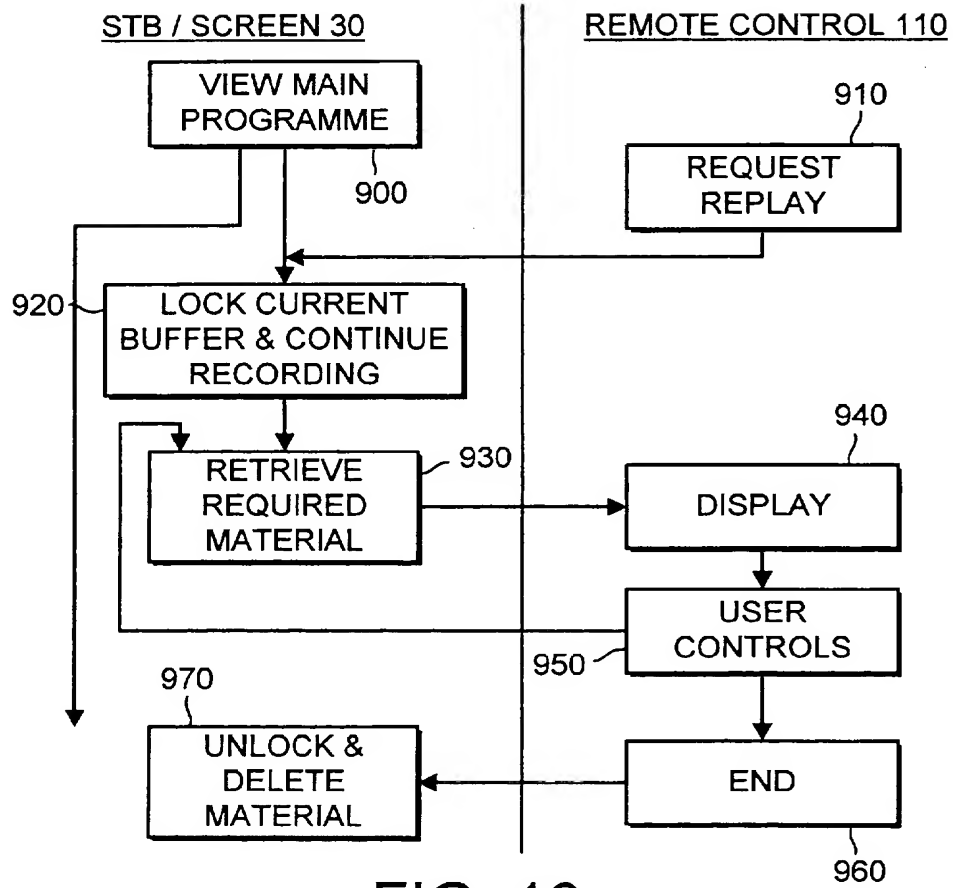 STB / SCREEN 30
REMOTE CONTROL 110
VIEW MAIN
PROGRAMME
900
910
REQUEST
REPLAY
920
LOCK CURRENT
BUFFER & CONTINUE
RECORDING
RETRIEVE
REQUIRED
MATERIAL
930
940
DISPLAY
USER
CONTROLS
950
970
UNLOCK &
DELETE
MATERIAL
END
960
FIG.